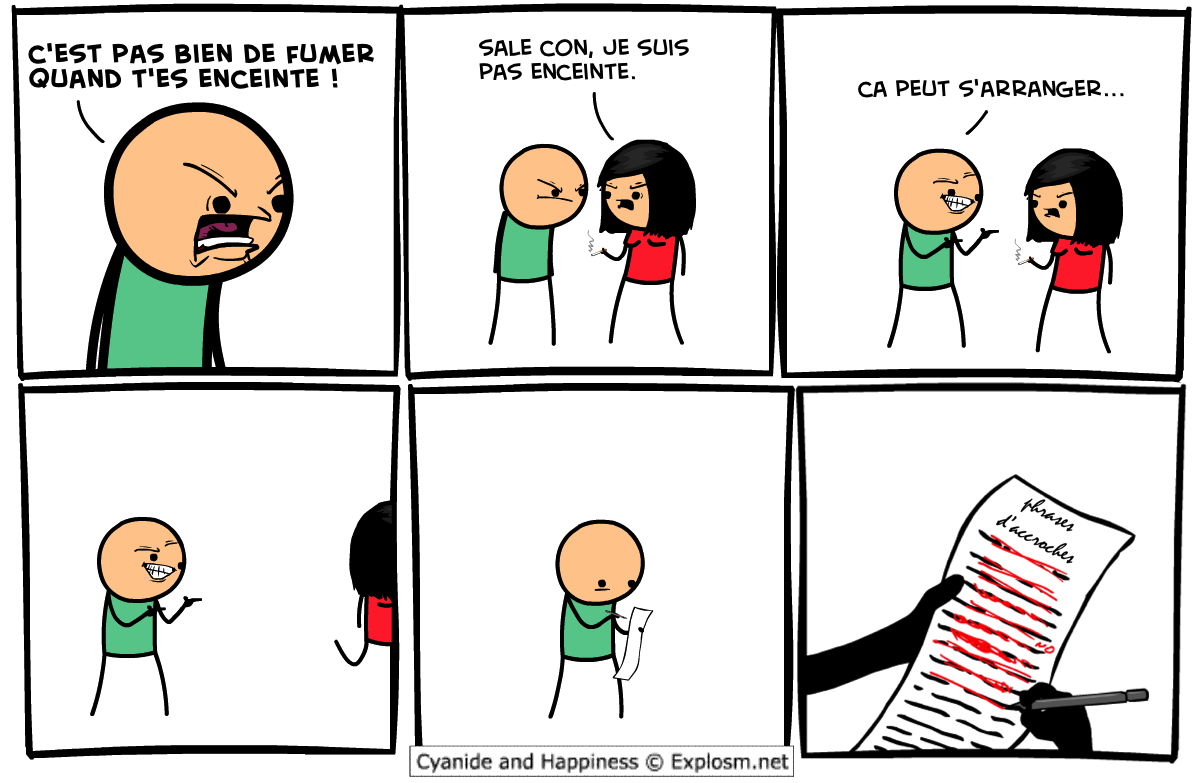 C'EST PAS BIEN DE FUMER
QUAND T'ES ENCEINTE !
SALE CON, JE SUIS
PAS ENCEINTE.
CA PEUT S'ARRANGER...
phrases
d'accroches
NO
Cyanide and Happiness © Explosm.net